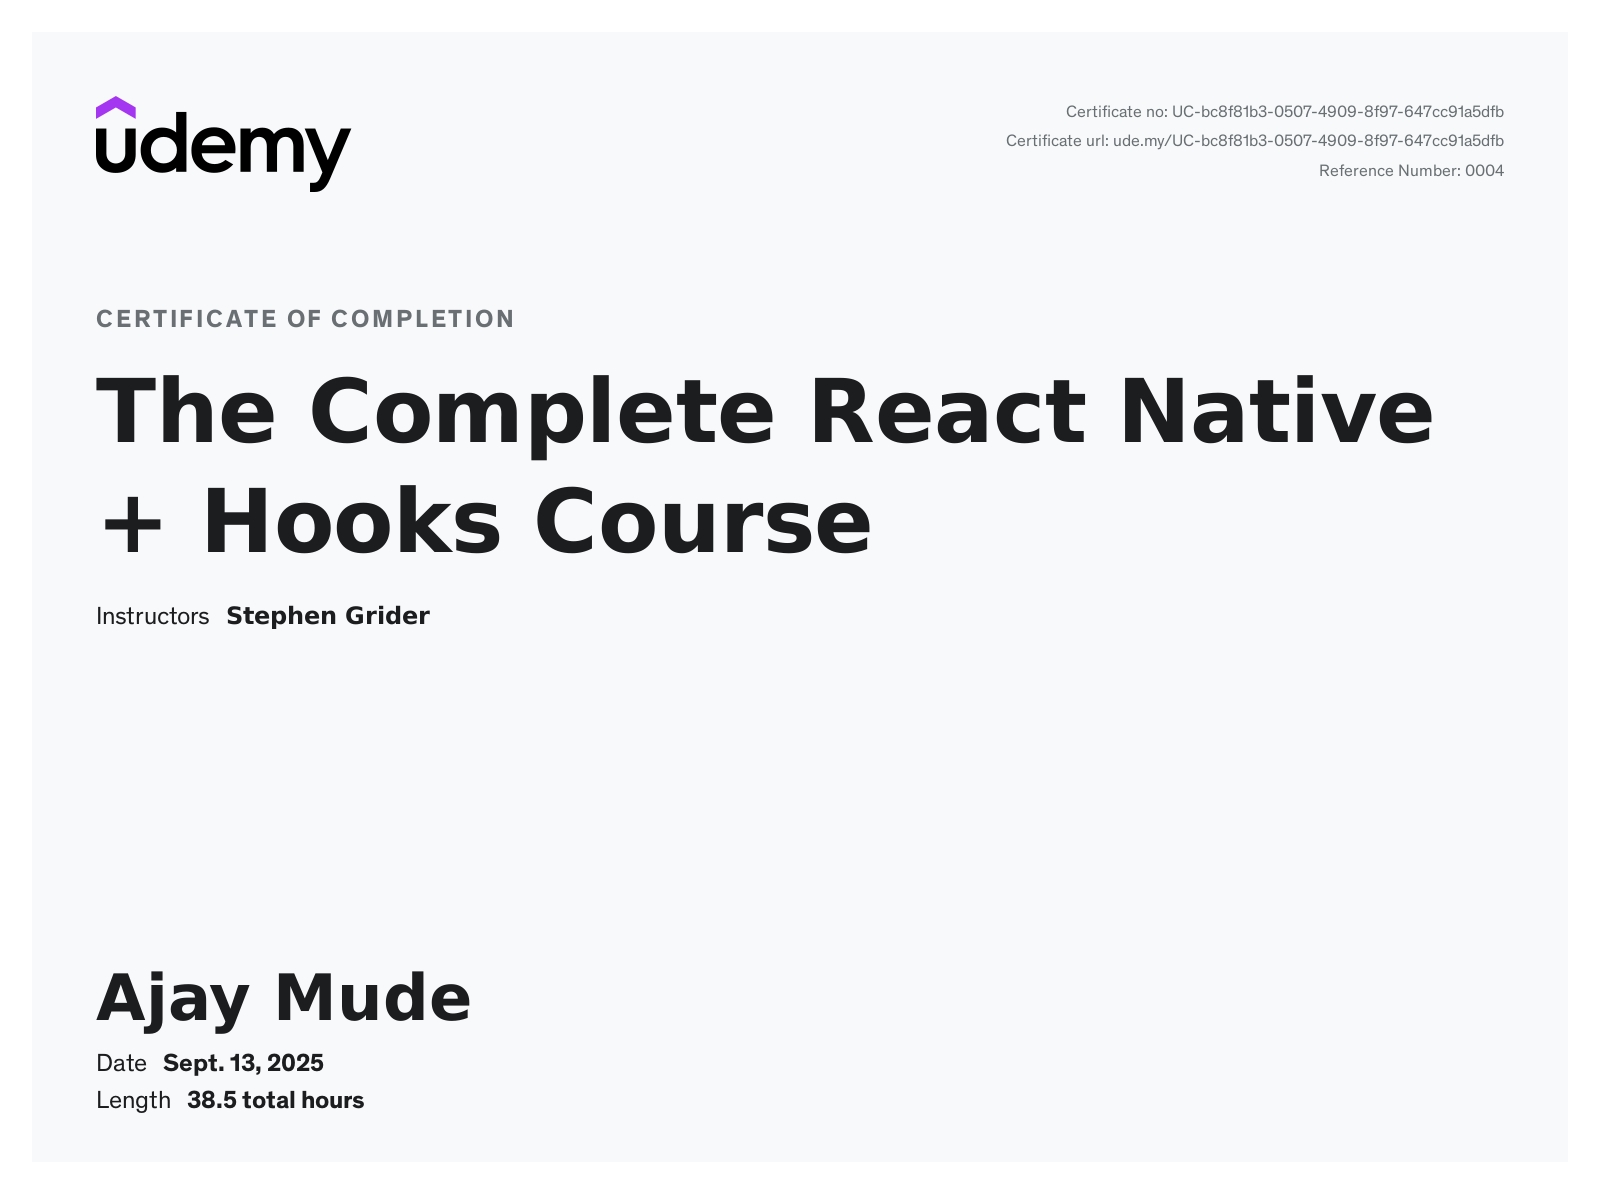 udemy
Certificate no: UC-bc8f81b3-0507-4909-8f97-647cc91a5dfb
Certificate url: ude.my/UC-bc8f81b3-0507-4909-8f97-647cc91a5dfb
Reference Number: 0004
CERTIFICATE OF COMPLETION
The Complete React Native
+ Hooks Course
Instructors Stephen Grider
Ajay Mude
Date Sept. 13, 2025
Length 38.5 total hours